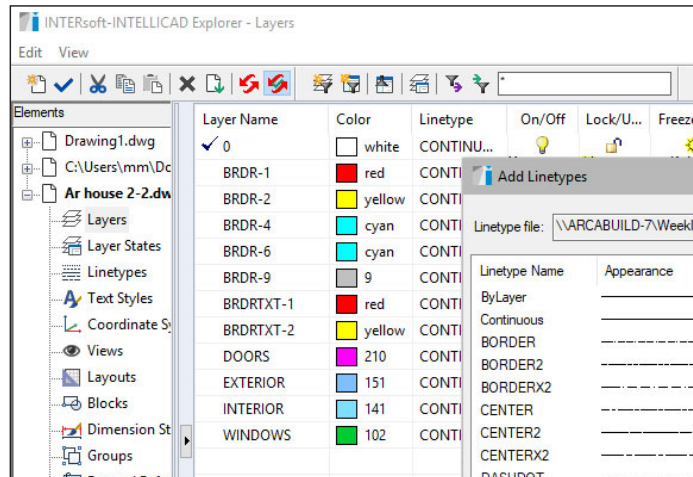 INTERsoft-INTELLICAD Explorer - Layers
Edit View
*
Elements
Drawing1.dwg
C:\Users\mm\Dc
Ar house 2-2.dw
Layers
Layer States
Linetypes
Text Styles
Coordinate Sy
Views
Layouts
Blocks
Dimension St
Groups
Layer Name Color Linetype On/Off Lock/U... Freeze
0 white CONTINU...
BRDR-1 red CONTI
BRDR-2 yellow CONTI
BRDR-4 cyan CONTI
BRDR-6 cyan CONTI
BRDR-9 9 CONTI
BRDRTXT-1 red CONTI
BRDRTXT-2 yellow CONTI
DOORS 210 CONTI
EXTERIOR 151 CONTI
INTERIOR 141 CONTI
WINDOWS 102 CONTI
Add Linetypes
Linetype file: \\ARCABUILD-7\Weekl
Linetype Name Appearance
ByLayer
Continuous
BORDER
BORDER2
BORDERX2
CENTER
CENTER2
CENTERX2
DASHDOT